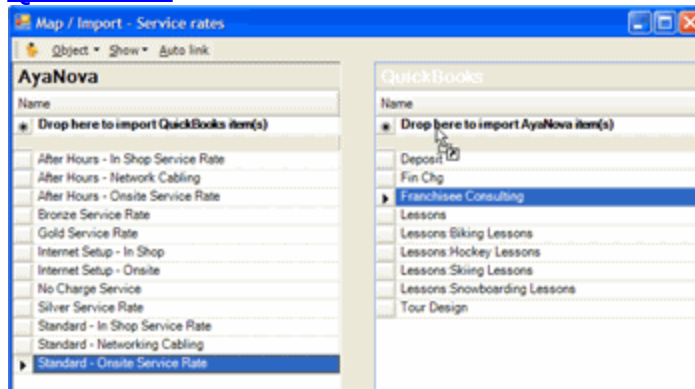 Map / Import - Service rates
Object Show Auto link
AyaNova
Name
Drop here to import QuickBooks item(s)
After Hours - In Shop Service Rate
After Hours - Network Cabling
After Hours - Onsite Service Rate
Bronze Service Rate
Gold Service Rate
Internet Setup - In Shop
Internet Setup - Onsite
No Charge Service
Silver Service Rate
Standard - In Shop Service Rate
Standard - Networking Cabling
Standard - Onsite Service Rate
QuickBooks
Name
Drop here to import AyaNova item(s)
Deposit
Fin Chg
Franchisee Consulting
Lessons
Lessons:Biking Lessons
Lessons:Hockey Lessons
Lessons:Skiing Lessons
Lessons:Snowboarding Lessons
Tour Design